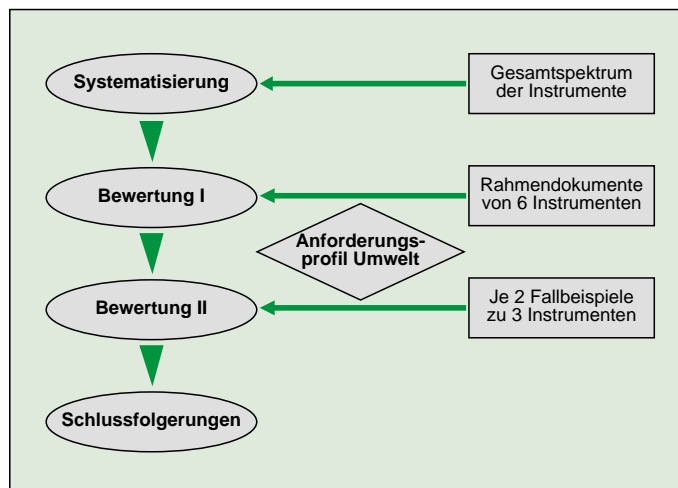 Systematisierung
Gesamtspektrum
der Instrumente
Bewertung I
Rahmendokumente
von 6 Instrumenten
Anforderungs-
profil Umwelt
Bewertung II
Je 2 Fallbeispiele
zu 3 Instrumenten
Schlussfolgerungen